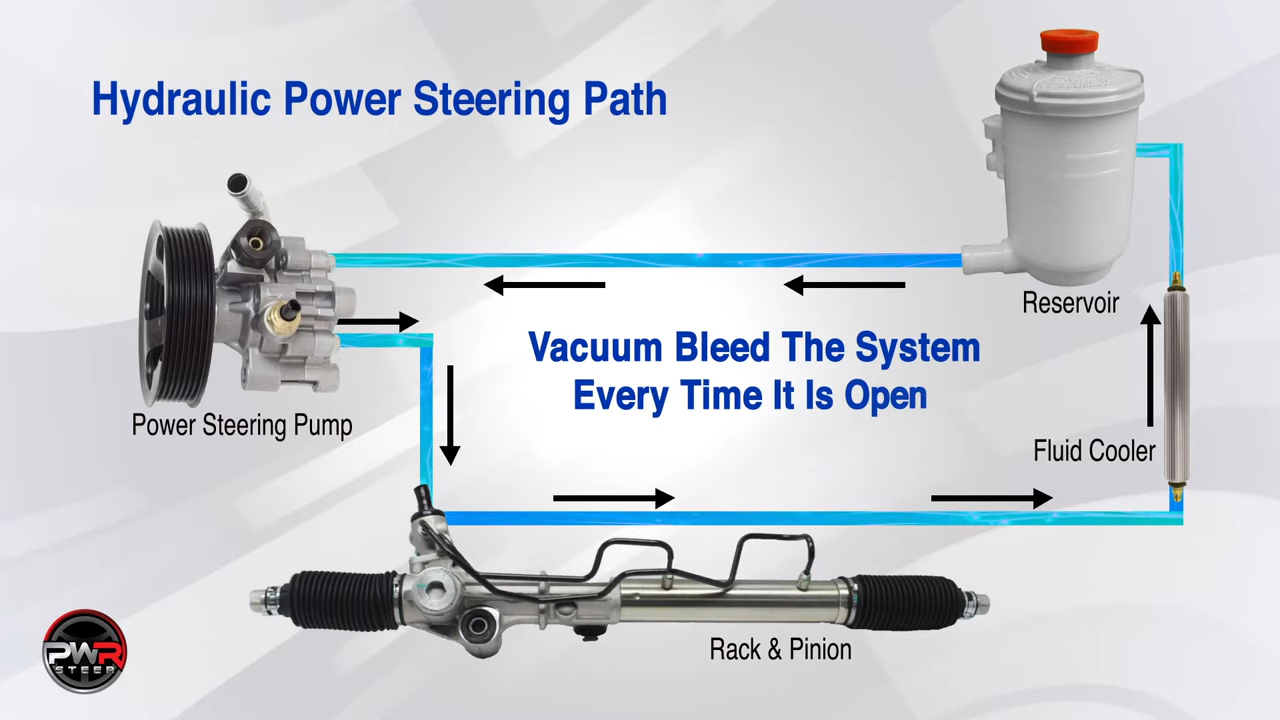 Hydraulic Power Steering Path
Reservoir
Vacuum Bleed The System
Every Time It Is Open
Power Steering Pump
Fluid Cooler
Rack & Pinion
PWR
STEER